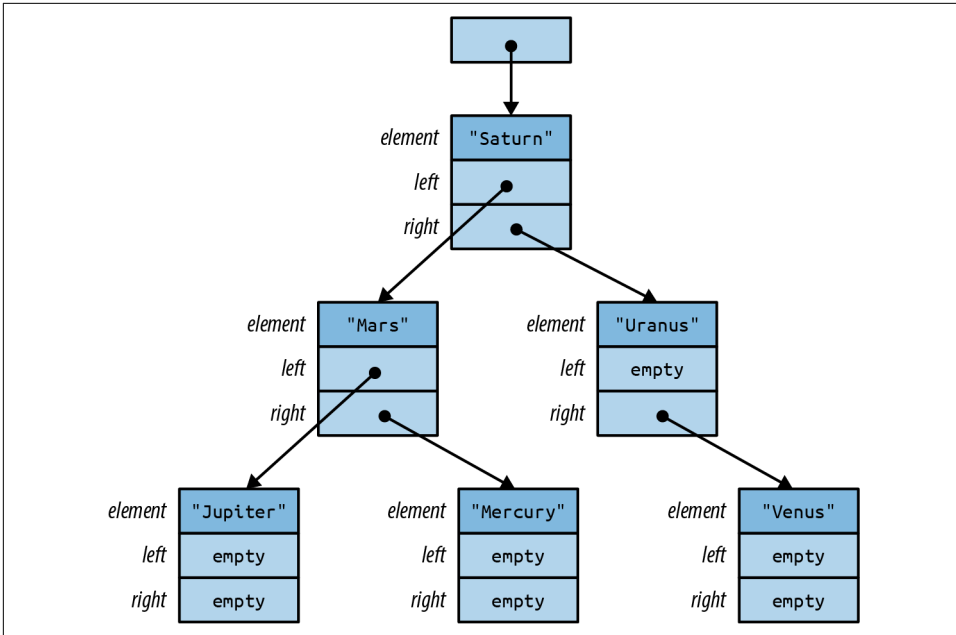 element "Saturn"
left
right
element "Mars" element "Uranus"
left left empty
right right
element "Jupiter" element "Mercury" element "Venus"
left empty left empty left empty
right empty right empty right empty